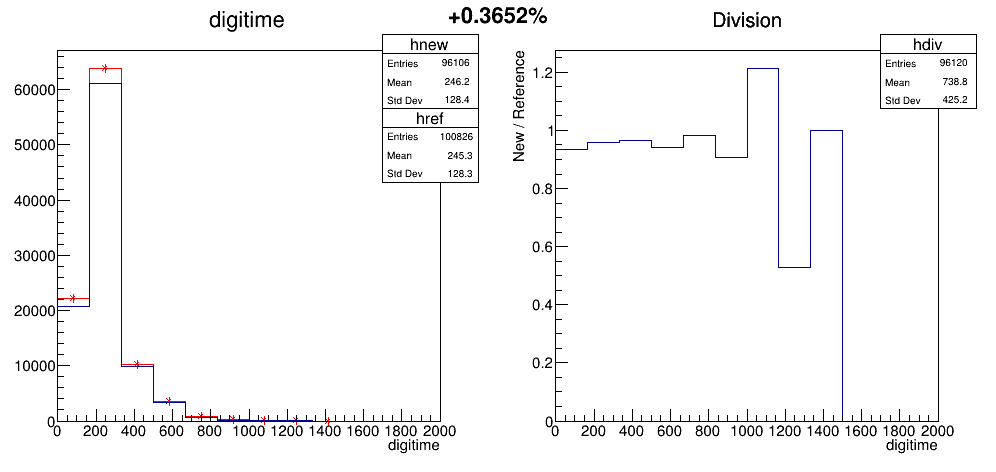 +0.3652%
digitime
hnew
Entries 96106
Mean 246.2
Std Dev 128.4
href
Entries 100826
Mean 245.3
Std Dev 128.3
60000
50000
40000
30000
20000
10000
0
0 200 400 600 800 1000 1200 1400 1600 1800 2000
digitime
Division
hdiv
Entries 96120
Mean 738.8
Std Dev 425.2
New / Reference
1.2
1
0.8
0.6
0.4
0.2
0
0 200 400 600 800 1000 1200 1400 1600 1800 2000
digitime